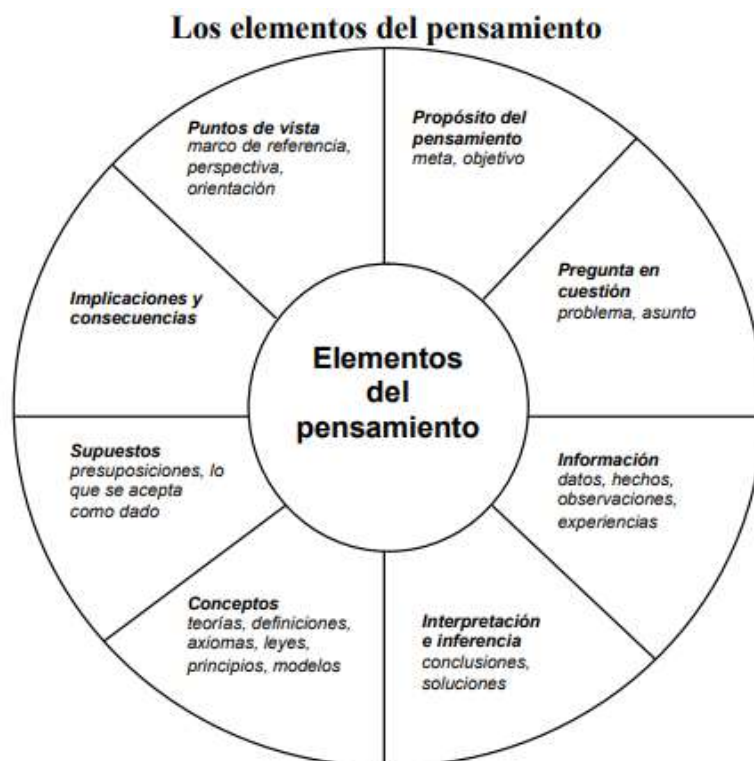 Los elementos del pensamiento
Puntos de vista
marco de referencia,
perspectiva,
orientación
Propósito del
pensamiento
meta, objetivo
Pregunta en
cuestión
problema, asunto
Información
datos, hechos,
observaciones,
experiencias
Interpretación
e inferencia
conclusiones,
soluciones
Conceptos
teorías, definiciones,
axiomas, leyes,
principios, modelos
Supuestos
presuposiciones, lo
que se acepta
como dado
Implicaciones y
consecuencias
Elementos
del
pensamiento